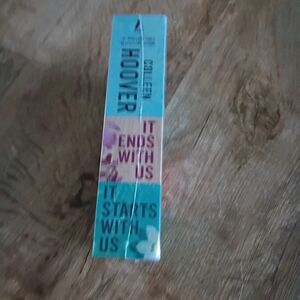 COLLEEN
HOOVER
IT
ENDS
WITH
US
IT
STARTS
WITH
US